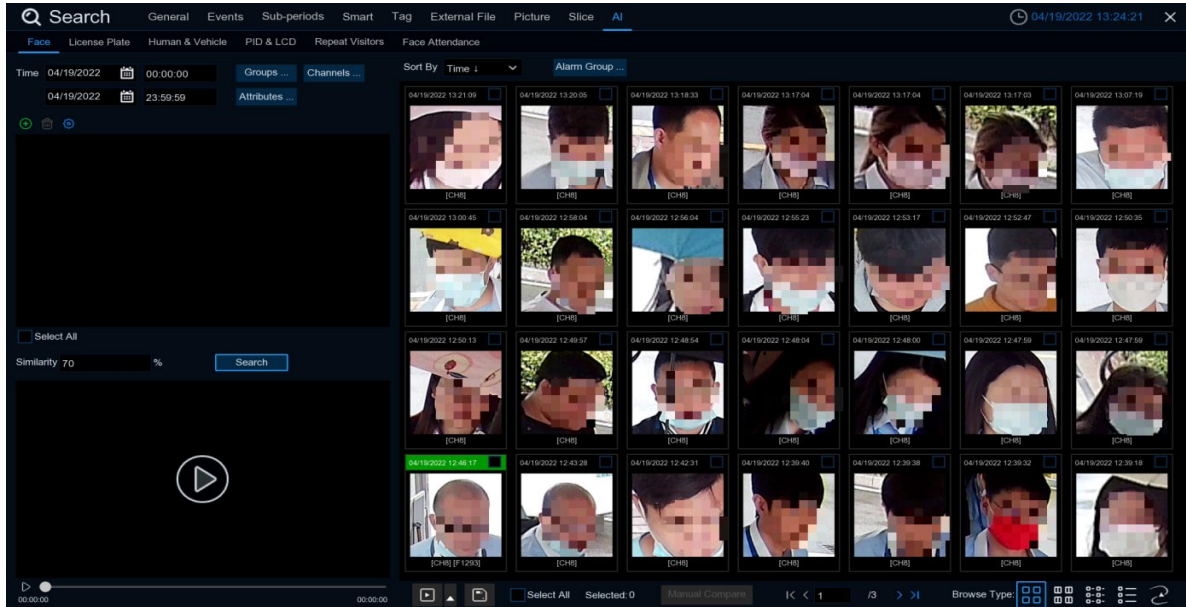 Search General Events Sub-periods Smart Tag External File Picture Slice AI 04/19/2022 13:24:21
Face License Plate Human & Vehicle PID & LCD Repeat Visitors Face Attendance
Time 04/19/2022 00:00:00 Groups ... Channels ...
04/19/2022 23:59:59 Attributes ...
Select All
Similarity 70 % Search
00:00:00 00:00:00
Sort By Time ↓ Alarm Group ...
04/19/2022 13:21:09 04/19/2022 13:20:05 04/19/2022 13:18:33 04/19/2022 13:17:04 04/19/2022 13:17:04 04/19/2022 13:17:03 04/19/2022 13:07:19
[CH8] [CH8] [CH8] [CH8] [CH8] [CH8] [CH8]
04/19/2022 13:00:45 04/19/2022 12:58:04 04/19/2022 12:56:04 04/19/2022 12:55:23 04/19/2022 12:53:17 04/19/2022 12:52:47 04/19/2022 12:50:35
[CH8] [CH8] [CH8] [CH8] [CH8] [CH8] [CH8]
04/19/2022 12:50:13 04/19/2022 12:49:57 04/19/2022 12:48:54 04/19/2022 12:48:04 04/19/2022 12:48:00 04/19/2022 12:47:59 04/19/2022 12:47:59
[CH8] [CH8] [CH8] [CH8] [CH8] [CH8] [CH8]
04/19/2022 12:46:17 04/19/2022 12:43:28 04/19/2022 12:42:31 04/19/2022 12:39:40 04/19/2022 12:39:38 04/19/2022 12:39:32 04/19/2022 12:39:18
[CH8] [F1293] [CH8] [CH8] [CH8] [CH8] [CH8] [CH8]
Select All Selected: 0 Manual Compare 1 /3 Browse Type: